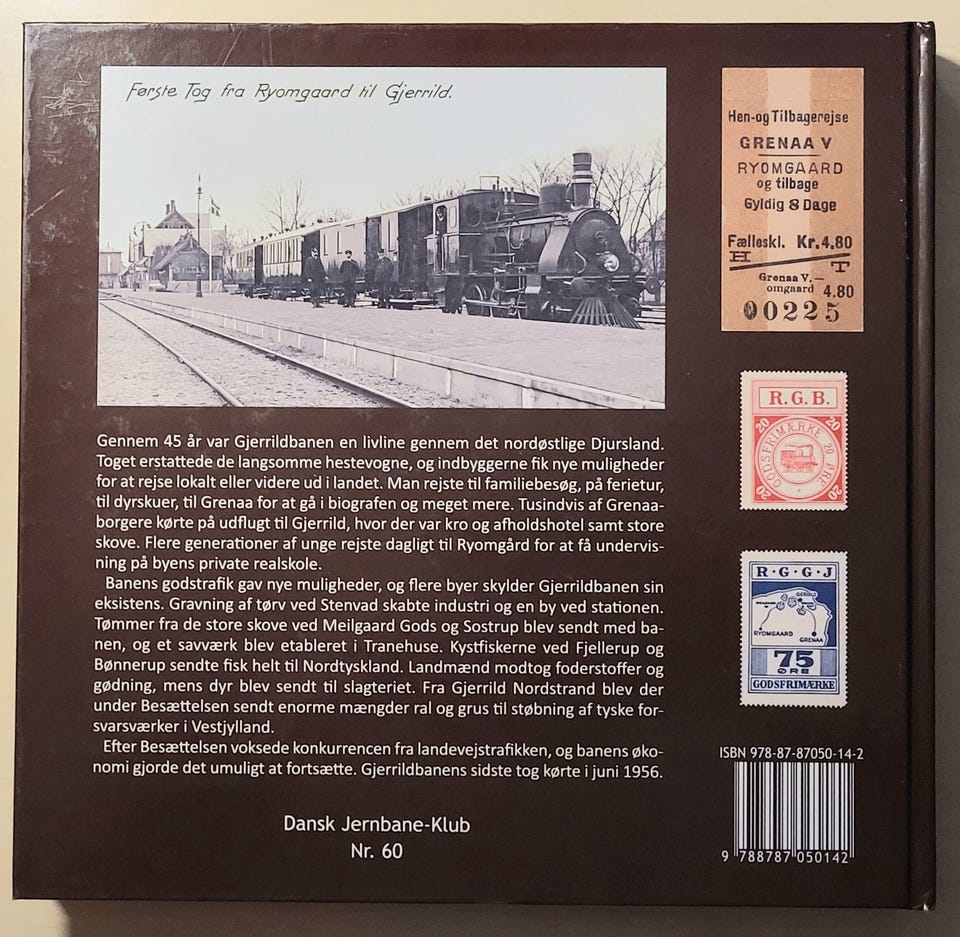 Første Tog fra Ryomgaard til Gjerrild.
Gennem 45 år var Gjerrildbanen en livline gennem det nordøstlige Djursland.
Toget erstattede de langsomme hestevogne, og indbyggerne fik nye muligheder
for at rejse lokalt eller videre ud i landet. Man rejste til familiebesøg, på ferietur,
til dyrskuer, til Grenaa for at gå i biografen og meget mere. Tusindvis af Grenaa-
borgere kørte på udflugt til Gjerrild, hvor der var kro og afholdshotel samt store
skove. Flere generationer af unge rejste dagligt til Ryomgård for at få undervis-
ning på byens private realskole.
Banens godstrafik gav nye muligheder, og flere byer skylder Gjerrildbanen sin
eksistens. Gravning af tørv ved Stenvad skabte industri og en by ved stationen.
Tømmer fra de store skove ved Meilgaard Gods og Sostrup blev sendt med ba-
nen, og et savværk blev etableret i Tranehuse. Kystfiskerne ved Fjellerup og
Bønnerup sendte fisk helt til Nordtyskland. Landmænd modtog foderstoffer og
gødning, mens dyr blev sendt til slagteriet. Fra Gjerrild Nordstrand blev der
under Besættelsen sendt enorme mængder ral og grus til støbning af tyske for-
svarsværker i Vestjylland.
Efter Besættelsen voksede konkurrencen fra landevejstrafikken, og banens øko-
nomi gjorde det umuligt at fortsætte. Gjerrildbanens sidste tog kørte i juni 1956.
Dansk Jernbane-Klub
Nr. 60
Hen-og Tilbagerejse
GRENAA V
RYOMGAARD
og tilbage
Gyldig 8 Dage
Fælleskl. Kr.4.80
H T
Grenaa V.—
omgaard 4.80
00225
R.G.B.
20 20
GODSFRIMÆRKE 20 ØRE
20 20
R·G·G·J
GJERRILD
RYOMGAARD
GRENAA
75
ØRE
GODSFRIMÆRKE
ISBN 978-87-87050-14-2
9 788787 050142